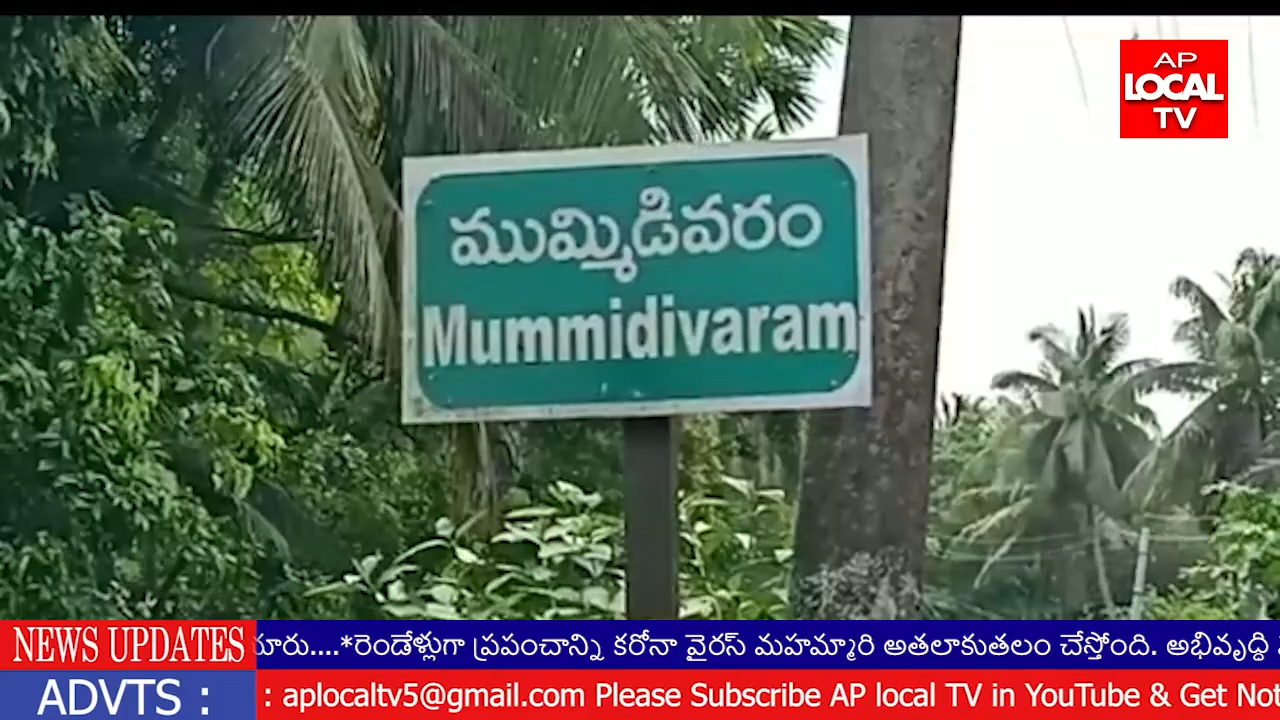 AP
LOCAL
TV
ముమ్మిడివరం
Mummidivaram
NEWS UPDATES
ూరు....*రెండేళ్లుగా ప్రపంచాన్ని కరోనా వైరస్ మహమ్మారి అతలాకుతలం చేస్తోంది. అభివృద్ధి
ADVTS :
: aplocaltv5@gmail.com Please Subscribe AP local TV in YouTube & Get Not